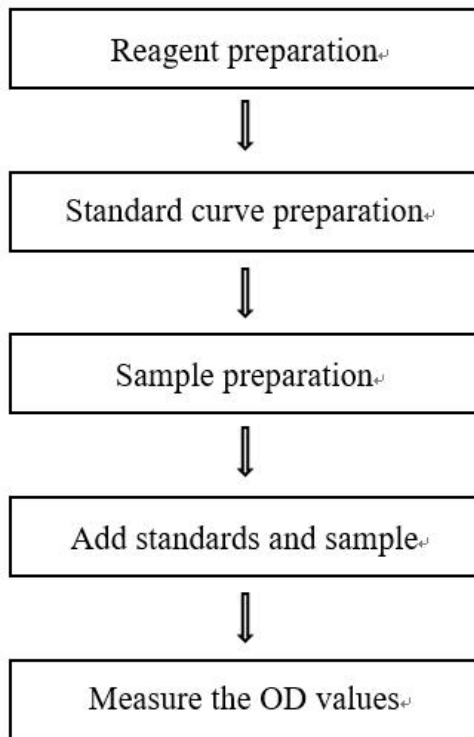 Reagent preparation
Standard curve preparation
Sample preparation
Add standards and sample
Measure the OD values